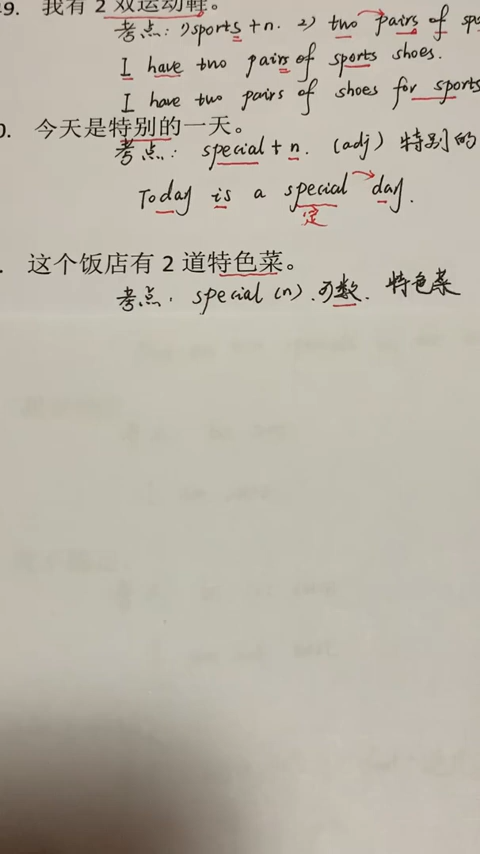 29. 我有 2 双运动鞋。
考点: 1) sports + n. 2) two pairs of
I have two pairs of sports shoes.
I have two pairs of shoes for sports
0. 今天是特别的一天。
考点: special + n. (adj) 特别的
Today is a special day.
定
. 这个饭店有 2 道特色菜。
考点. special (n). 可数. 特色菜